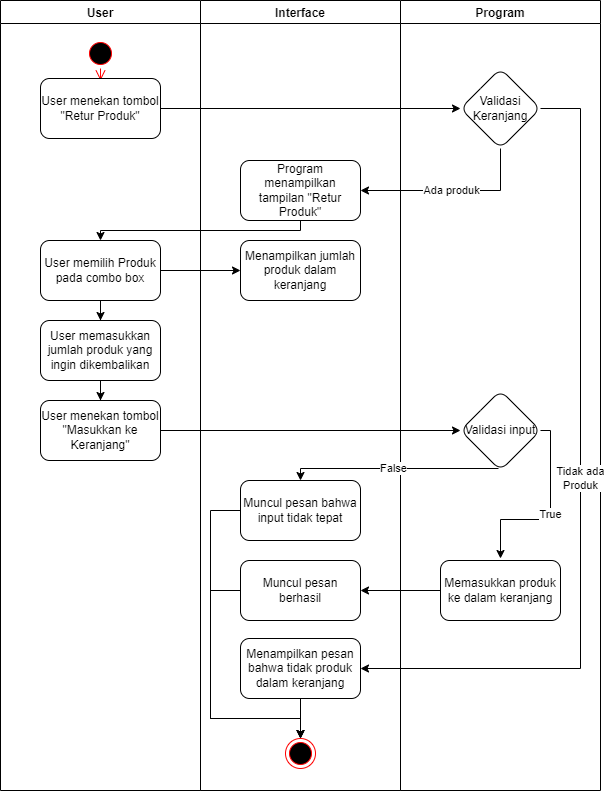 User
Interface
Program
User menekan tombol
"Retur Produk"
Validasi
Keranjang
Program
menampilkan
tampilan "Retur
Produk"
Ada produk
User memilih Produk
pada combo box
Menampilkan jumlah
produk dalam
keranjang
User memasukkan
jumlah produk yang
ingin dikembalikan
User menekan tombol
"Masukkan ke
Keranjang"
Validasi input
False
Tidak ada
Produk
Muncul pesan bahwa
input tidak tepat
True
Muncul pesan
berhasil
Memasukkan produk
ke dalam keranjang
Menampilkan pesan
bahwa tidak produk
dalam keranjang